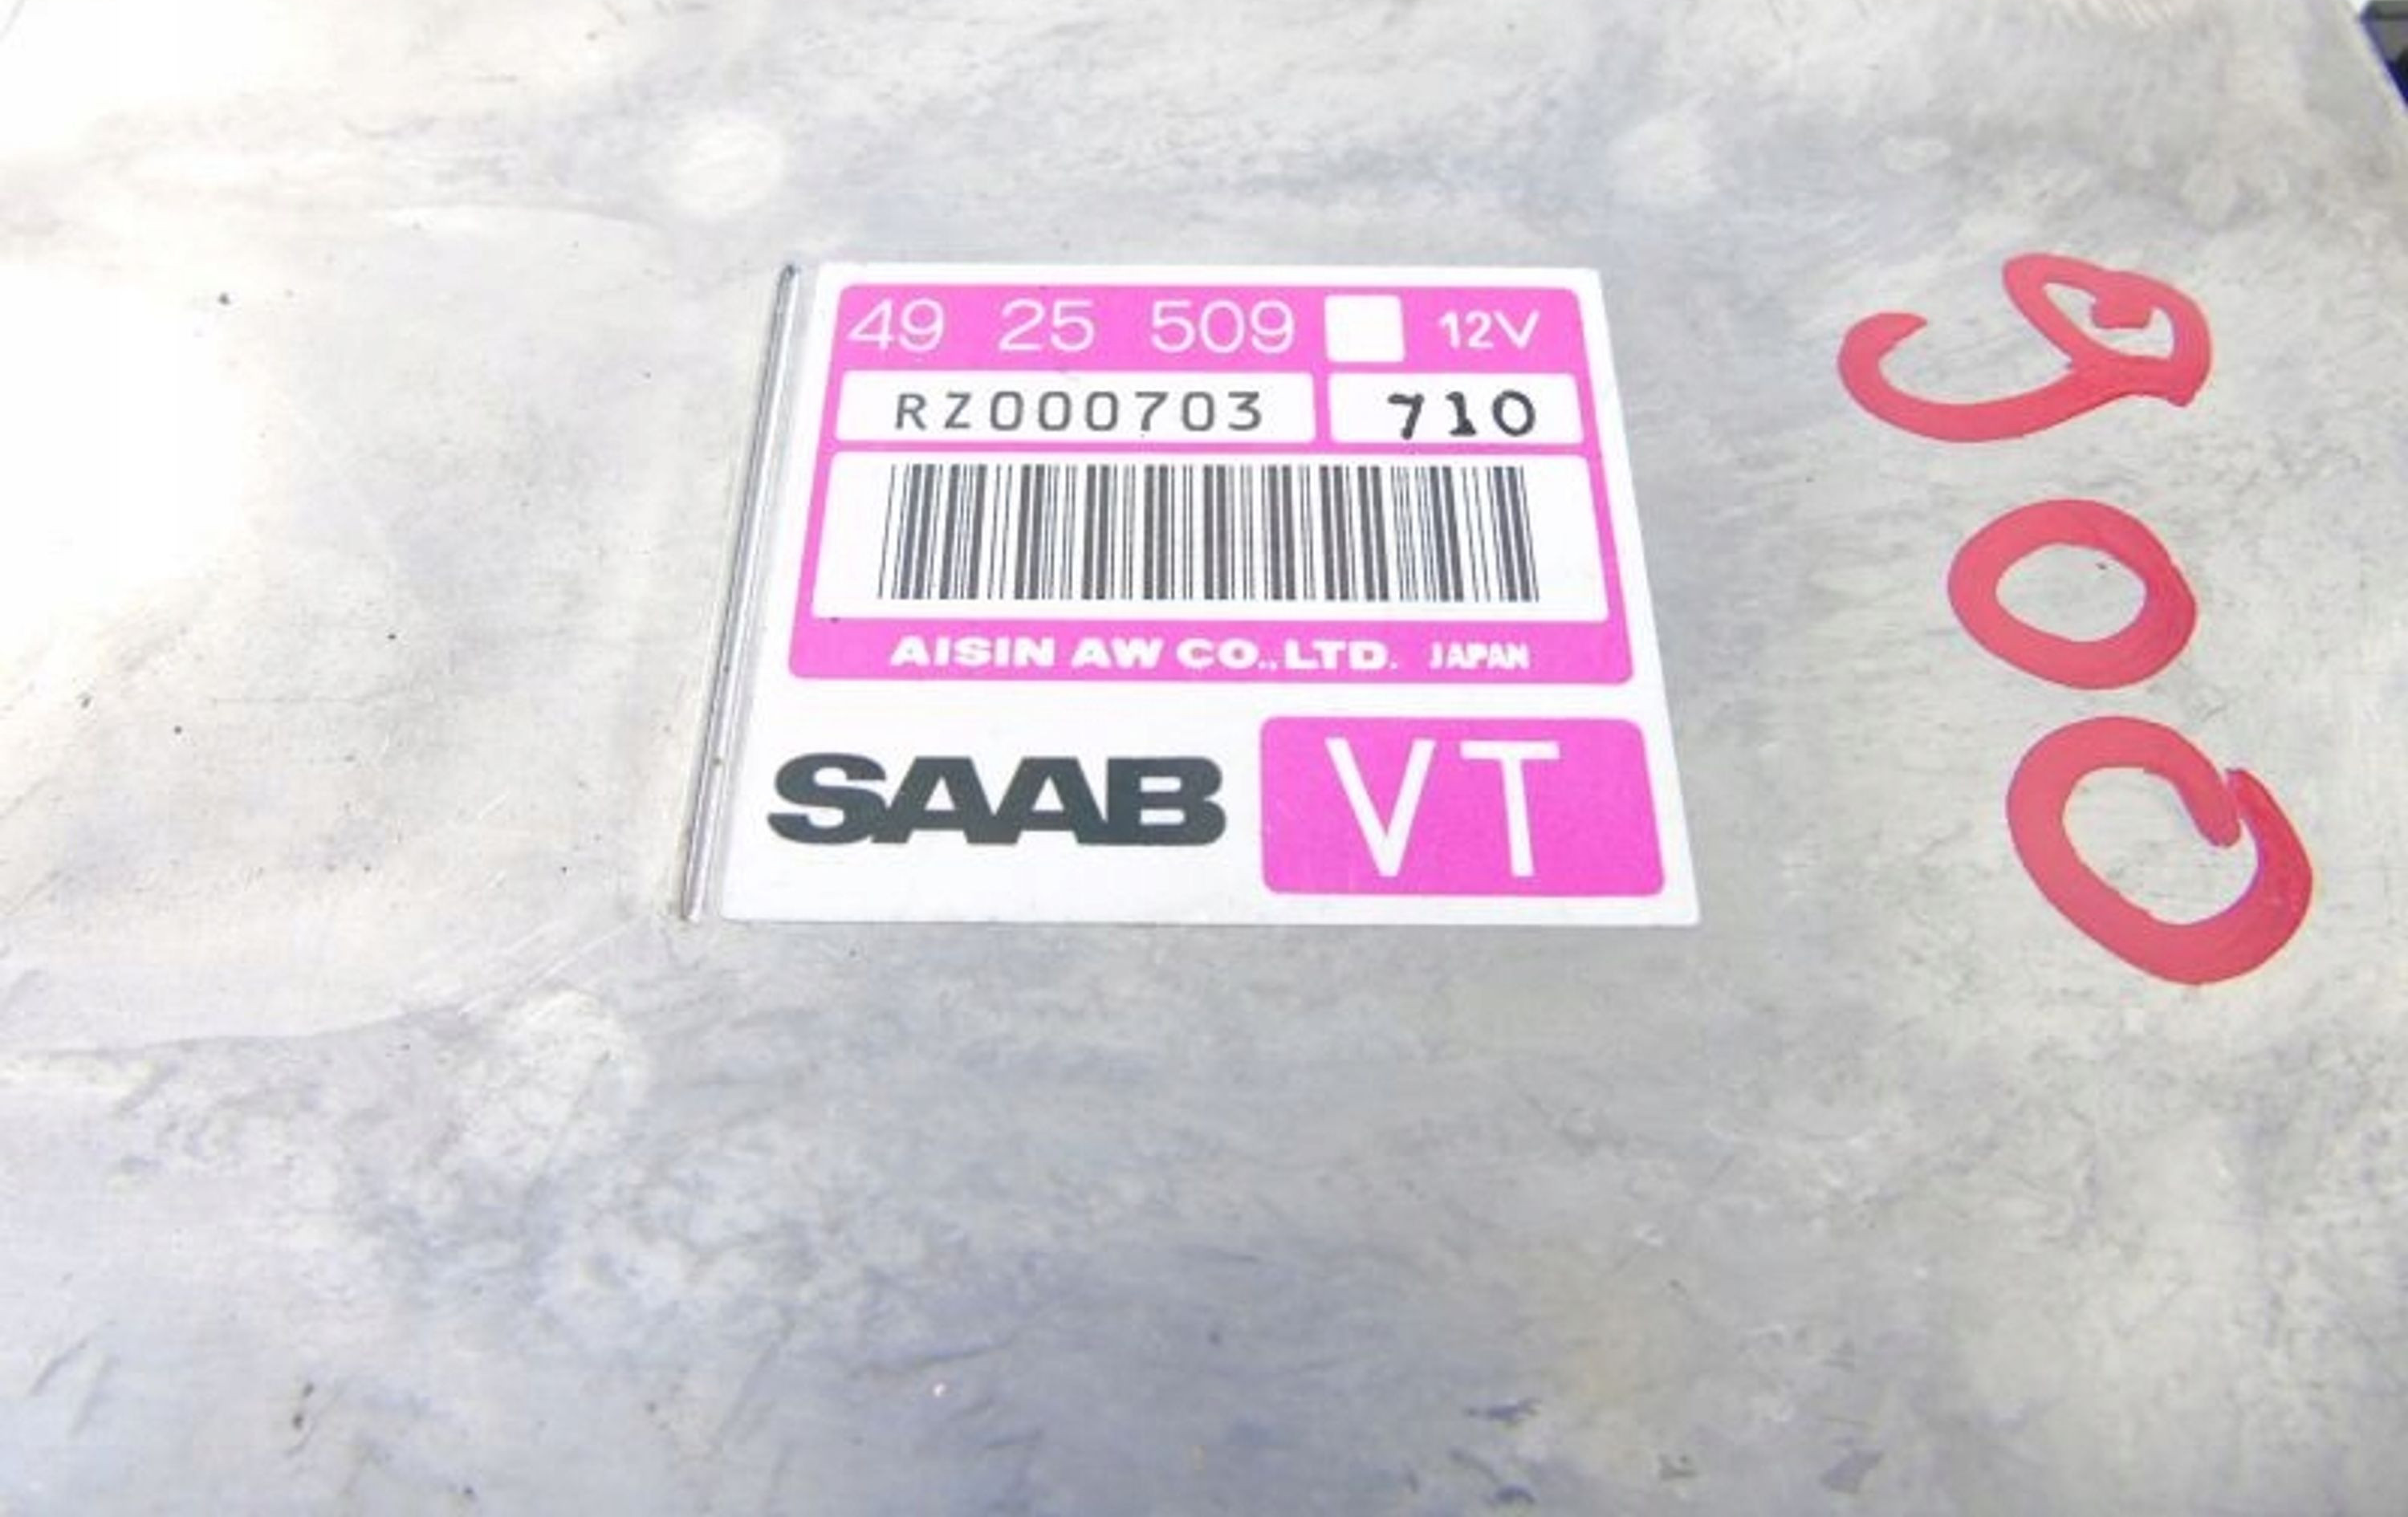 49 25 509 12V
RZ000703 710
AISIN AW CO.,LTD. JAPAN
SAAB VT
900